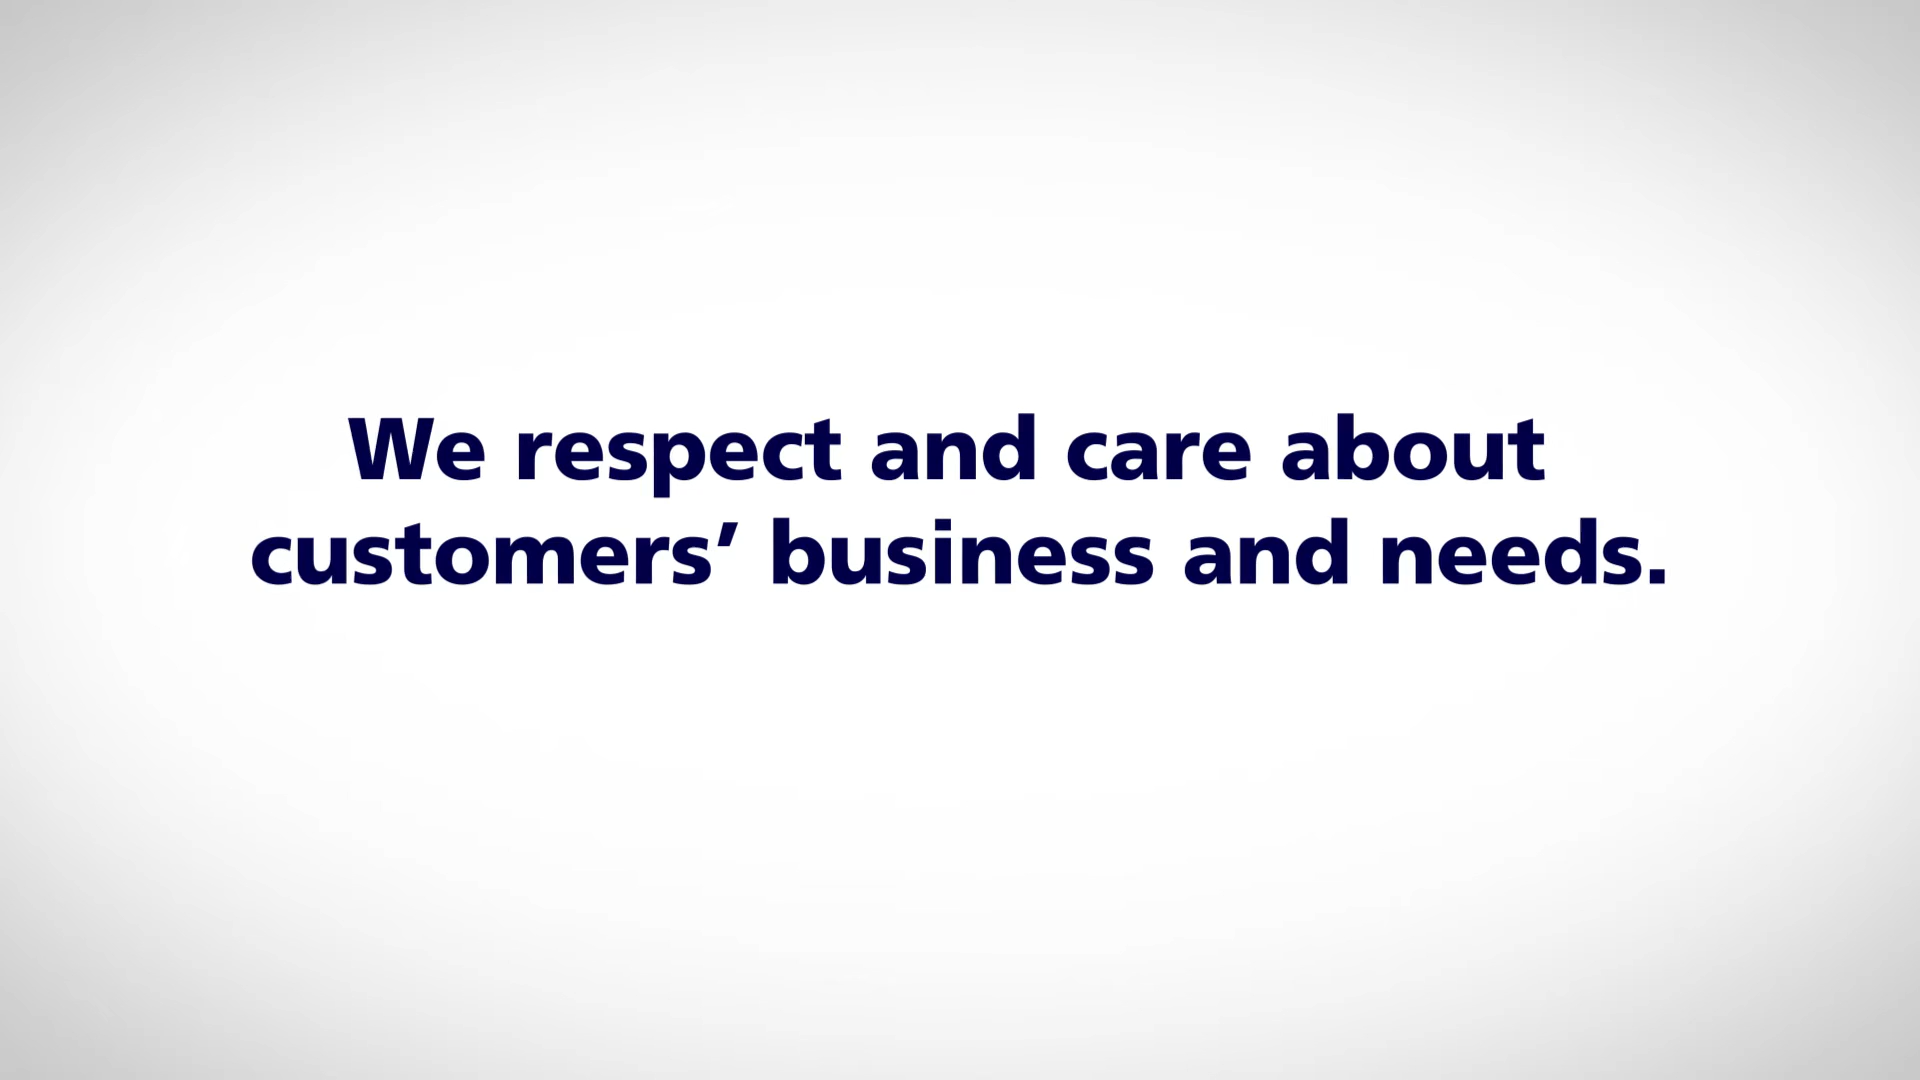 We respect and care about
customers’ business and needs.